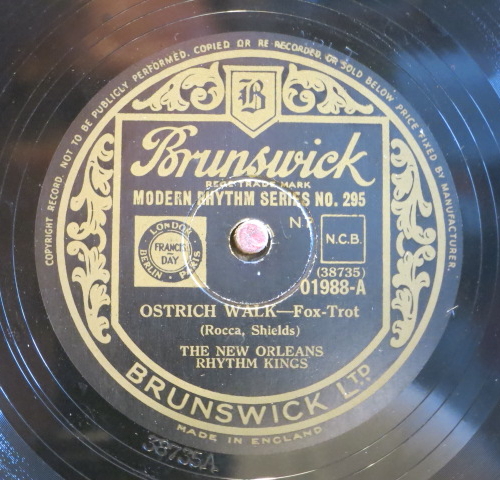 COPYRIGHT RECORD. NOT TO BE PUBLICLY PERFORMED, COPIED OR RE-RECORDED, OR SOLD BELOW PRICE FIXED BY MANUFACTURER.
B
Brunswick
REGD TRADE MARK
MODERN RHYTHM SERIES NO. 295
LONDON
FRANCIS
DAY
BERLIN · PARIS
N.C.B.
(38735)
01988-A
OSTRICH WALK—Fox-Trot
(Rocca, Shields)
THE NEW ORLEANS
RHYTHM KINGS
BRUNSWICK LTD
MADE IN ENGLAND
38735A